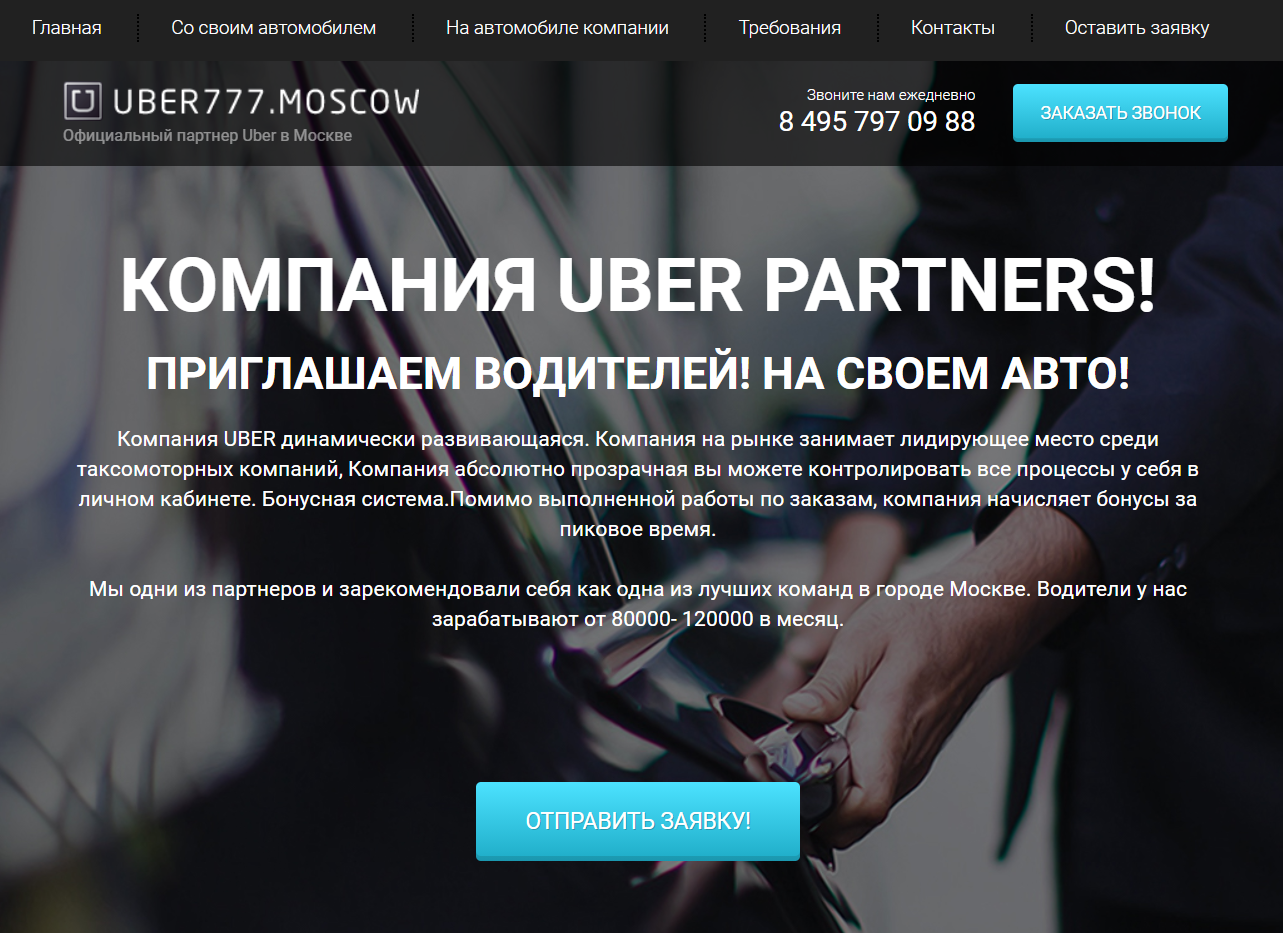 Главная
Со своим автомобилем
На автомобиле компании
Требования
Контакты
Оставить заявку
UBER777.MOSCOW
Официальный партнер Uber в Москве
Звоните нам ежедневно
8 495 797 09 88
ЗАКАЗАТЬ ЗВОНОК
КОМПАНИЯ UBER PARTNERS!
ПРИГЛАШАЕМ ВОДИТЕЛЕЙ! НА СВОЕМ АВТО!
Компания UBER динамически развивающаяся. Компания на рынке занимает лидирующее место среди
таксомоторных компаний, Компания абсолютно прозрачная вы можете контролировать все процессы у себя в
личном кабинете. Бонусная система.Помимо выполненной работы по заказам, компания начисляет бонусы за
пиковое время.
Мы одни из партнеров и зарекомендовали себя как одна из лучших команд в городе Москве. Водители у нас
зарабатывают от 80000- 120000 в месяц.
ОТПРАВИТЬ ЗАЯВКУ!